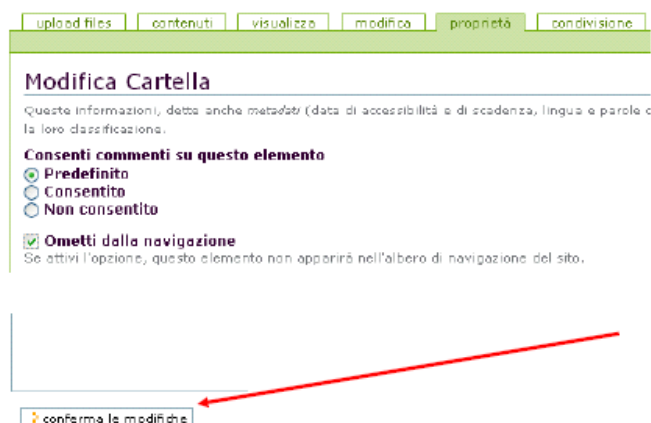 upload files contenuti visualizza modifica proprietà condivisione
Modifica Cartella
Queste informazioni, dette anche metadati (data di accessibilità e di scadenza, lingua e parole c
la loro classificazione.
Consenti commenti su questo elemento
Predefinito
Consentito
Non consentito
Ometti dalla navigazione
Se attivi l'opzione, questo elemento non apparirà nell'albero di navigazione del sito.
conferma le modifiche